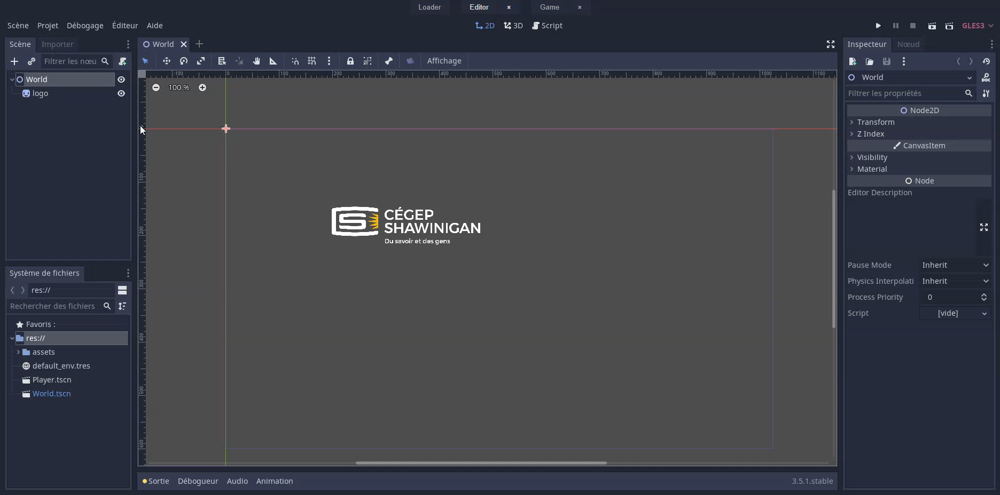 Loader
Editor ×
Game ×
Scène Projet Débogage Éditeur Aide
2D 3D Script
GLES3
Scène Importer
Filtrer les nœu
World
logo
Système de fichiers
res://
Rechercher des fichiers
Favoris :
res://
assets
default_env.tres
Player.tscn
World.tscn
World
Affichage
-100 0 100 200 300 400 500 600 700 800 900 1000 1100
100 %
0
100
200
300
400
500
600
CÉGEP
SHAWINIGAN
Du savoir et des gens
Sortie Débogueur Audio Animation
3.5.1.stable
Inspecteur Nœud
World
DOC
Filtrer les propriétés
Node2D
Transform
Z Index
CanvasItem
Visibility
Material
Node
Editor Description
Pause Mode Inherit
Physics Interpolati Inherit
Process Priority 0
Script [vide]